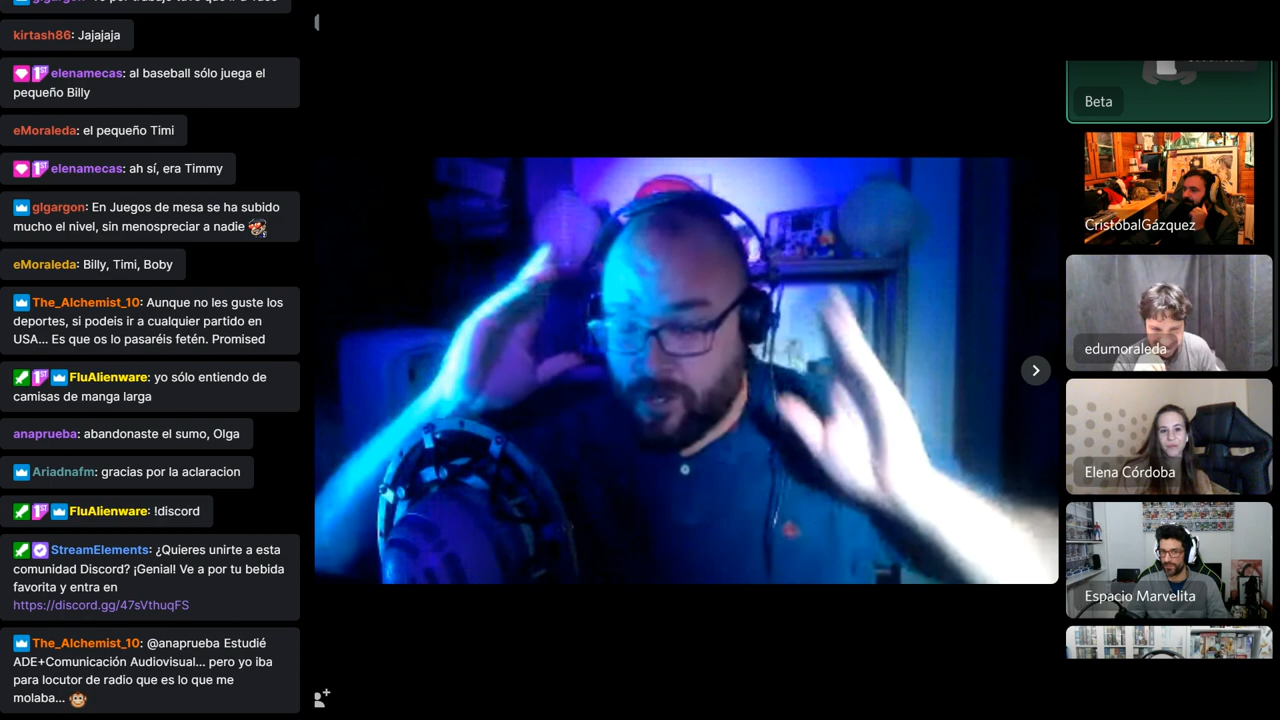 kirtash86: Jajajaja
elenamecas: al baseball sólo juega el
pequeño Billy
eMoraleda: el pequeño Timi
elenamecas: ah sí, era Timmy
glgargon: En Juegos de mesa se ha subido
mucho el nivel, sin menospreciar a nadie
eMoraleda: Billy, Timi, Boby
The_Alchemist_10: Aunque no les guste los
deportes, si podeis ir a cualquier partido en
USA... Es que os lo pasaréis fetén. Promised
FluAlienware: yo sólo entiendo de
camisas de manga larga
anaprueba: abandonaste el sumo, Olga
Ariadnafm: gracias por la aclaracion
FluAlienware: !discord
StreamElements: ¿Quieres unirte a esta
comunidad Discord? ¡Genial! Ve a por tu bebida
favorita y entra en
https://discord.gg/47sVthuqFS
The_Alchemist_10: @anaprueba Estudié
ADE+Comunicación Audiovisual... pero yo iba
para locutor de radio que es lo que me
molaba...
Beta
CristóbalGázquez
edumoraleda
Elena Córdoba
Espacio Marvelita